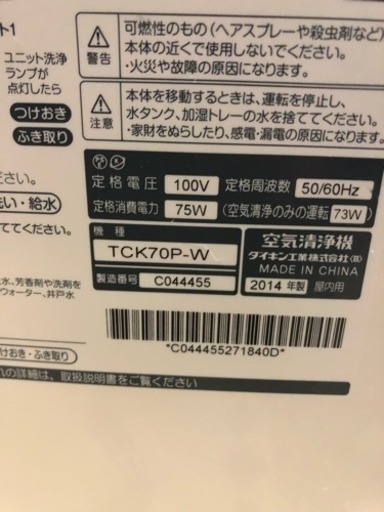 ト1
ユニット洗浄
ランプが
点灯したら
つけおき
ふき取り
ださい。
い・給水
てください。
水、芳香剤や洗剤を
ウォーター、井戸水
けおき・ふき取り)
れの詳細は、取扱説明書をご覧ください
警告
可燃性のもの(ヘアスプレーや殺虫剤など)
本体の近くで使用しないでください。
・火災や故障の原因になります。
注意
本体を移動するときは、運転を停止し、
水タンク、加湿トレーの水を捨ててください。
・家財をぬらしたり、感電・漏電の原因になり
定格電圧 100V 定格周波数 50/60Hz
定格消費電力 75W (空気清浄のみの運転73W)
機種
TCK70P-W
製造番号 C044455
空気清浄機
ダイキン工業株式会社
MADE IN CHINA
2014年製 屋内用
*C044455271840D*